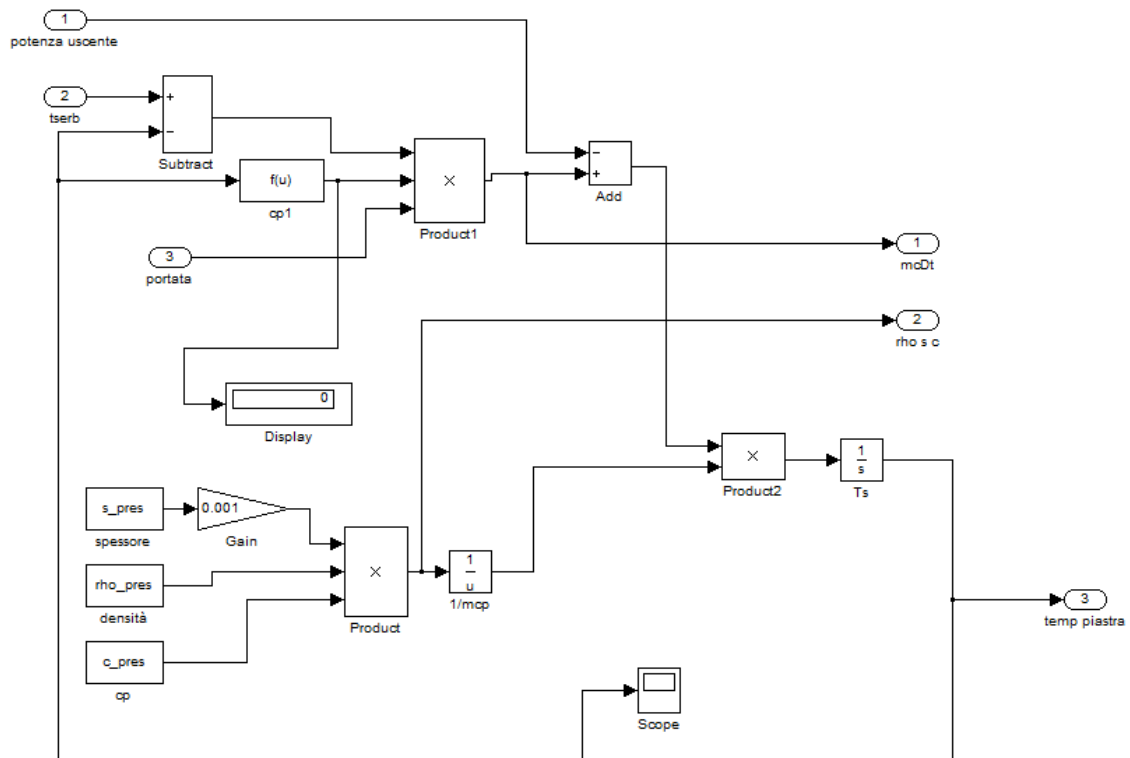 1
potenza uscente
2
tserb
+
−
Subtract
f(u)
cp1
×
Product1
−
+
Add
3
portata
1
mcDt
2
rho s c
0
Display
×
Product2
1
s
Ts
s_pres
spessore
0.001
Gain
rho_pres
densità
×
Product
1
u
1/mcp
c_pres
cp
3
temp piastra
Scope